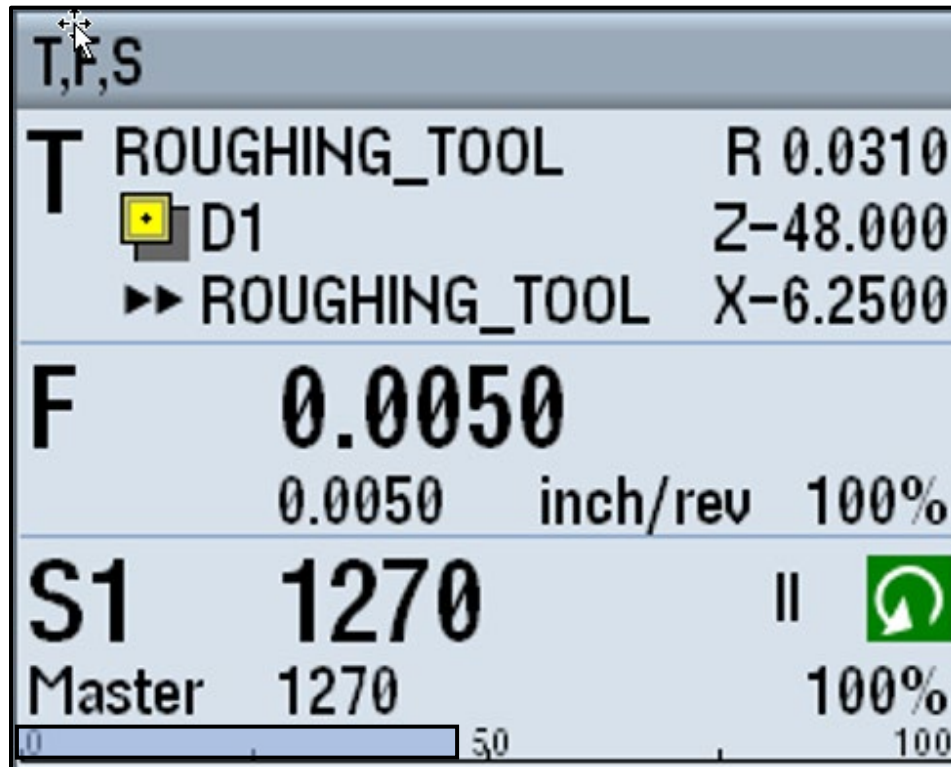 T,F,S
T ROUGHING_TOOL R 0.0310
D1 Z-48.000
▸▸ ROUGHING_TOOL X-6.2500
F 0.0050
0.0050 inch/rev 100%
S1 1270 II
Master 1270 100%
0 50 100